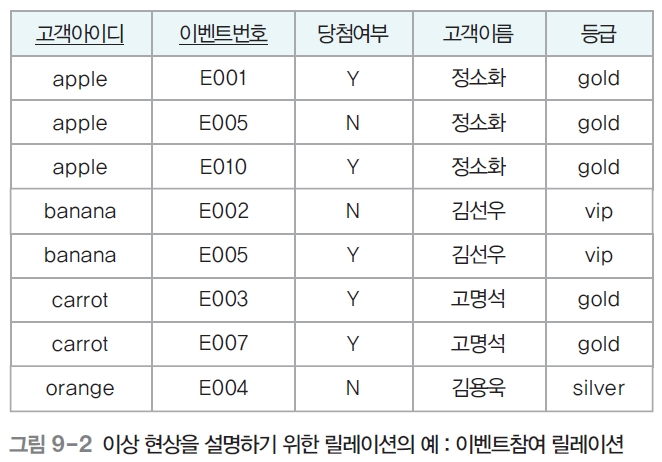 고객아이디 이벤트번호 당첨여부 고객이름 등급
apple E001 Y 정소화 gold
apple E005 N 정소화 gold
apple E010 Y 정소화 gold
banana E002 N 김선우 vip
banana E005 Y 김선우 vip
carrot E003 Y 고명석 gold
carrot E007 Y 고명석 gold
orange E004 N 김용욱 silver
그림 9-2 이상 현상을 설명하기 위한 릴레이션의 예 : 이벤트참여 릴레이션